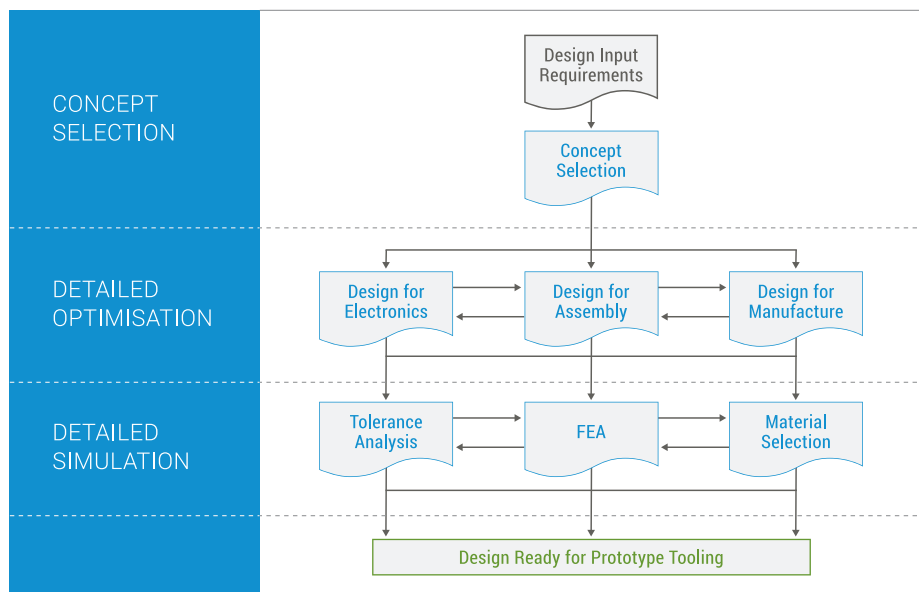 CONCEPT
SELECTION
Design Input
Requirements
Concept
Selection
DETAILED
OPTIMISATION
Design for
Electronics
Design for
Assembly
Design for
Manufacture
DETAILED
SIMULATION
Tolerance
Analysis
FEA
Material
Selection
Design Ready for Prototype Tooling